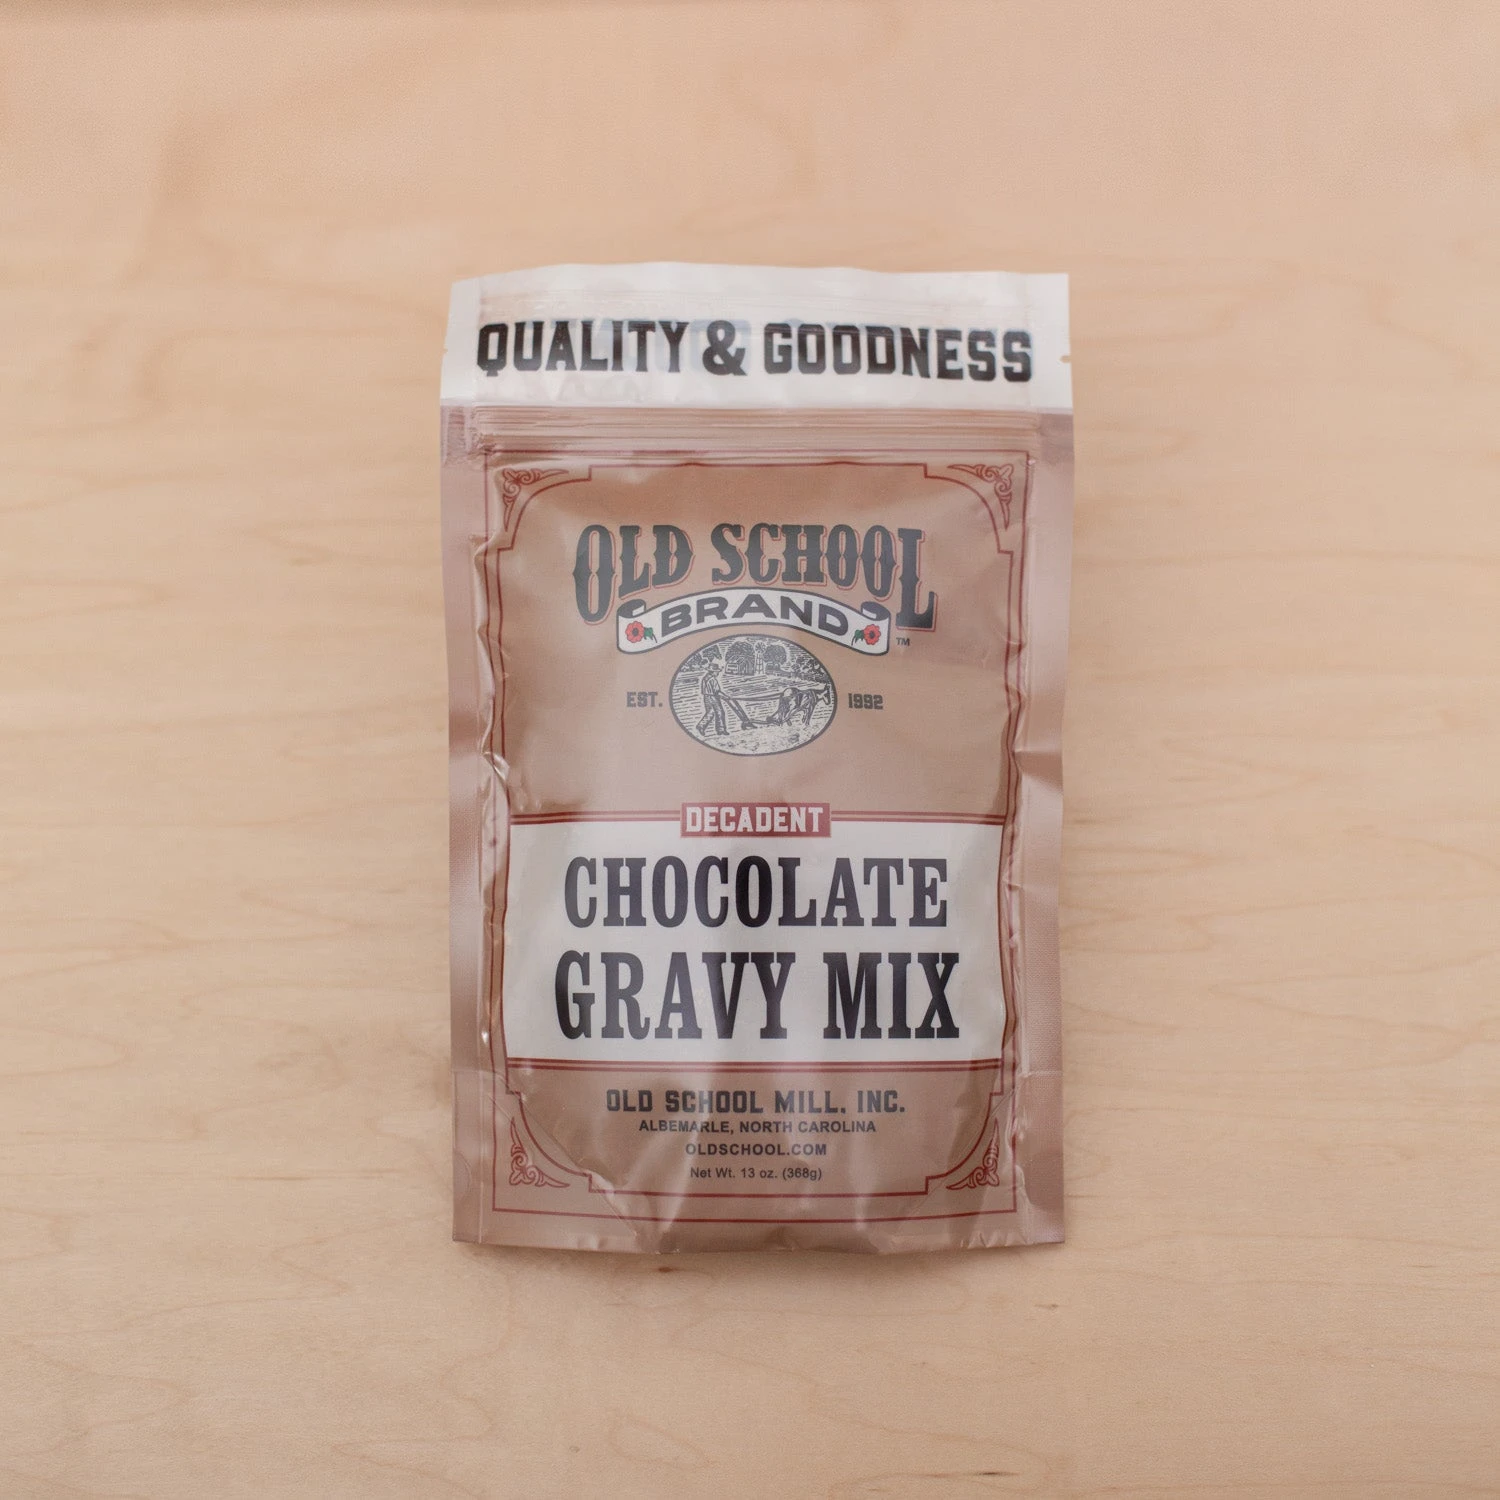 QUALITY & GOODNESS
OLD SCHOOL
BRAND
TM
EST. 1992
DECADENT
CHOCOLATE
GRAVY MIX
OLD SCHOOL MILL, INC.
ALBEMARLE, NORTH CAROLINA
OLDSCHOOL.COM
Net Wt. 13 oz. (368g)